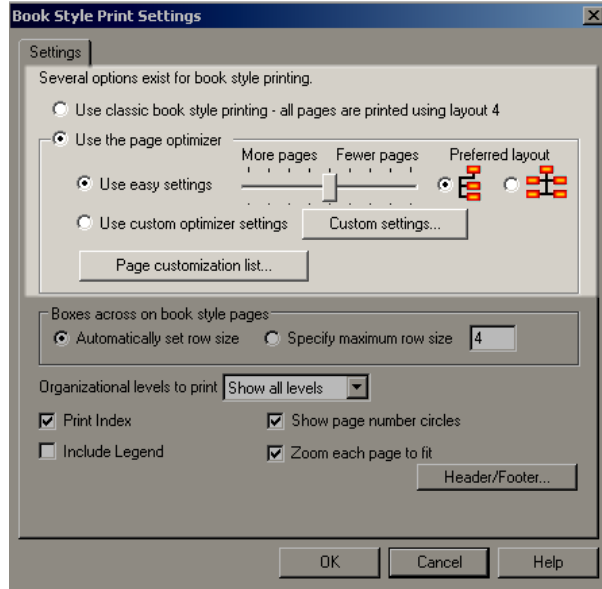 Book Style Print Settings
Settings
Several options exist for book style printing.
Use classic book style printing - all pages are printed using layout 4
Use the page optimizer
More pages Fewer pages Preferred layout
Use easy settings
Use custom optimizer settings Custom settings...
Page customization list...
Boxes across on book style pages
Automatically set row size Specify maximum row size 4
Organizational levels to print Show all levels
Print Index Show page number circles
Include Legend Zoom each page to fit
Header/Footer...
OK Cancel Help